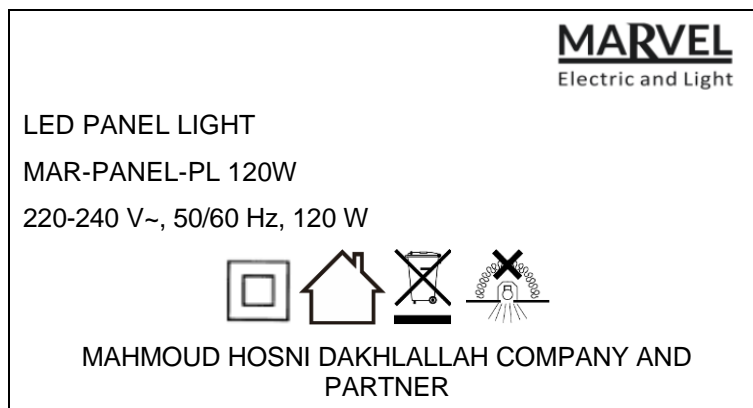 MARVEL
Electric and Light
LED PANEL LIGHT
MAR-PANEL-PL 120W
220-240 V~, 50/60 Hz, 120 W
MAHMOUD HOSNI DAKHLALLAH COMPANY AND
PARTNER